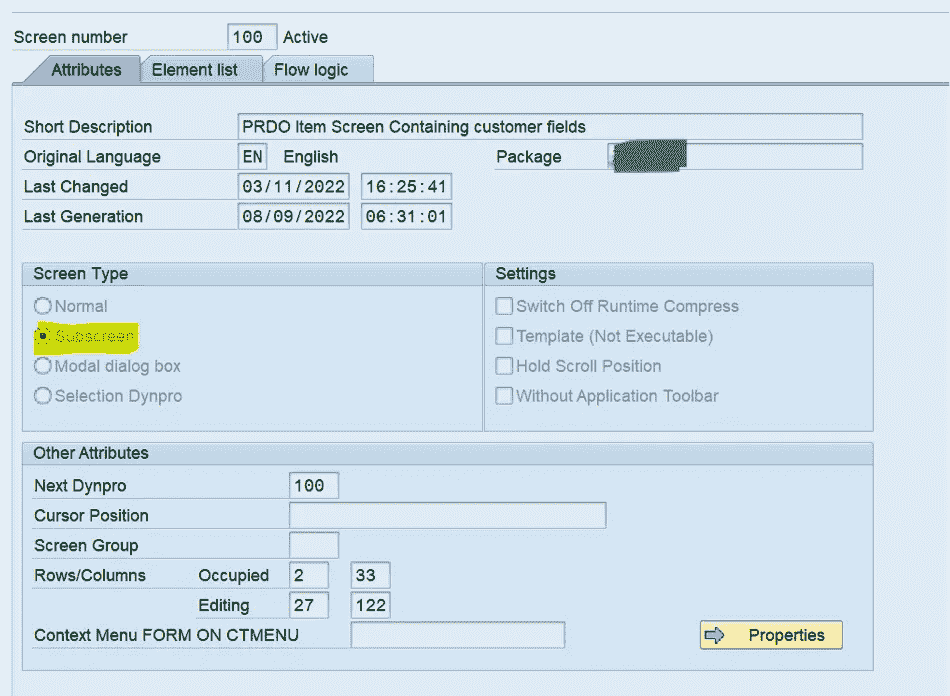 Screen number 100 Active
Attributes Element list Flow logic
Short Description PRDO Item Screen Containing customer fields
Original Language EN English Package
Last Changed 03/11/2022 16:25:41
Last Generation 08/09/2022 06:31:01
Screen Type Settings
Normal Switch Off Runtime Compress
Subscreen Template (Not Executable)
Modal dialog box Hold Scroll Position
Selection Dynpro Without Application Toolbar
Other Attributes
Next Dynpro 100
Cursor Position
Screen Group
Rows/Columns Occupied 2 33
Editing 27 122
Context Menu FORM ON CTMENU Properties